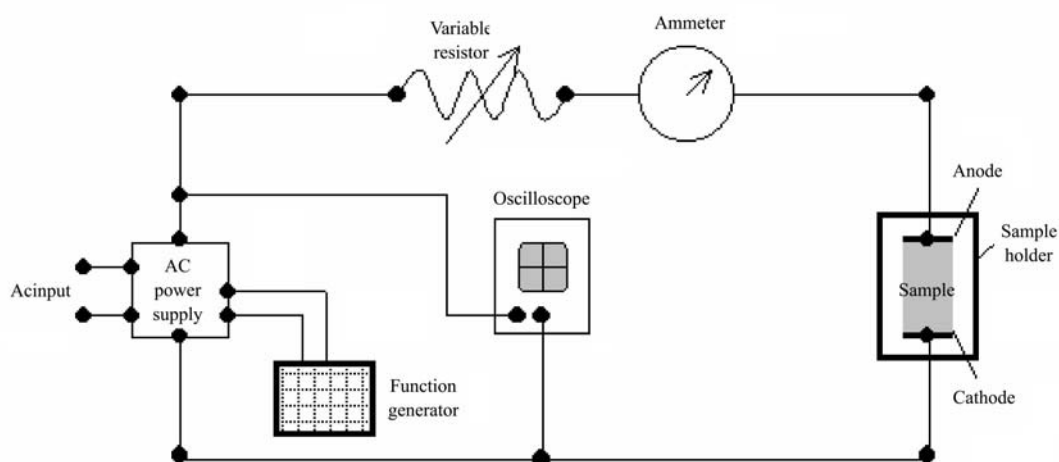 Variable
resistor
Ammeter
Oscilloscope
Anode
Sample
holder
Sample
Cathode
Acinput
AC
power
supply
Function
generator